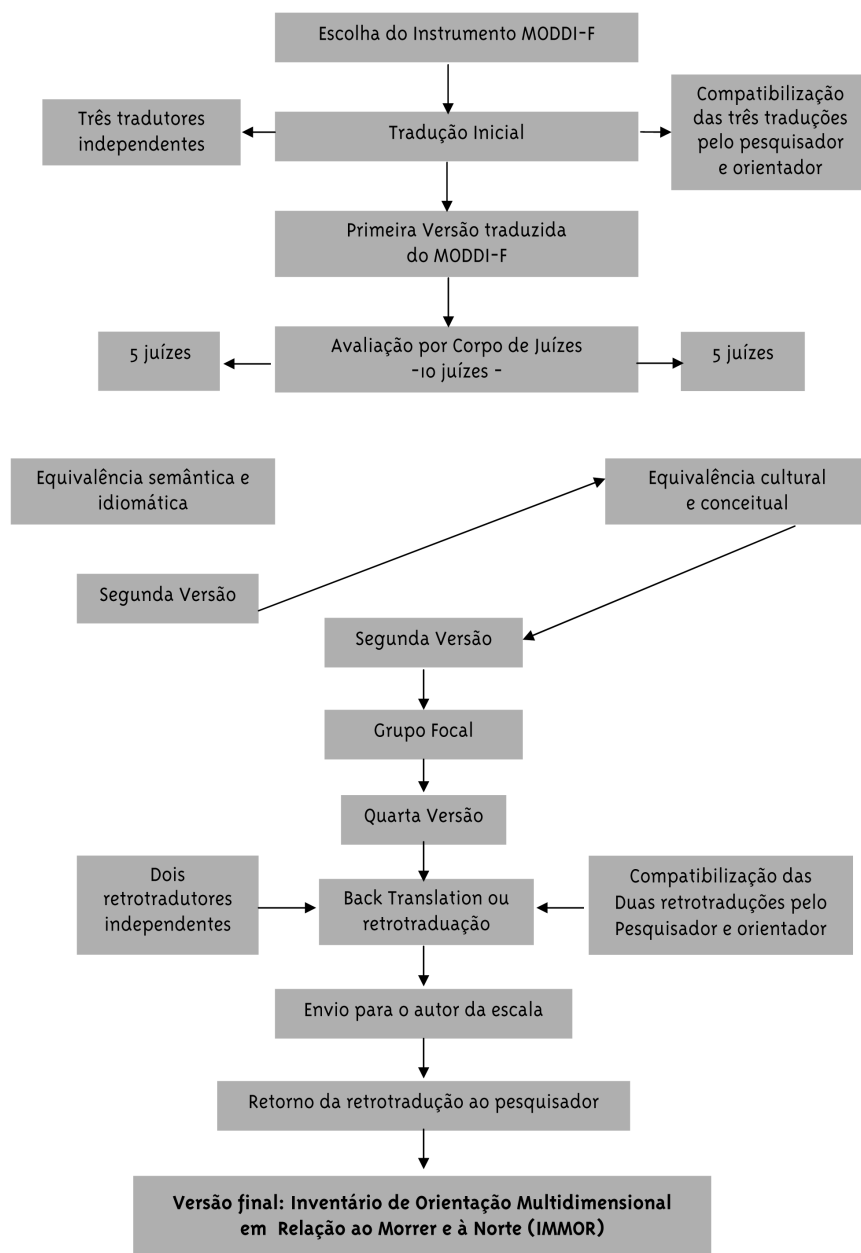 Escolha do Instrumento MODDI-F
Três tradutores
independentes
Tradução Inicial
Compatibilização
das três traduções
pelo pesquisador
e orientador
Primeira Versão traduzida
do MODDI-F
5 juízes
Avaliação por Corpo de Juízes
-10 juízes -
5 juízes
Equivalência semântica e
idiomática
Equivalência cultural
e conceitual
Segunda Versão
Segunda Versão
Grupo Focal
Quarta Versão
Dois
retrotradutores
independentes
Back Translation ou
retrotraduação
Compatibilização das
Duas retrotraduções pelo
Pesquisador e orientador
Envio para o autor da escala
Retorno da retrotradução ao pesquisador
Versão final: Inventário de Orientação Multidimensional
em Relação ao Morrer e à Norte (IMMOR)